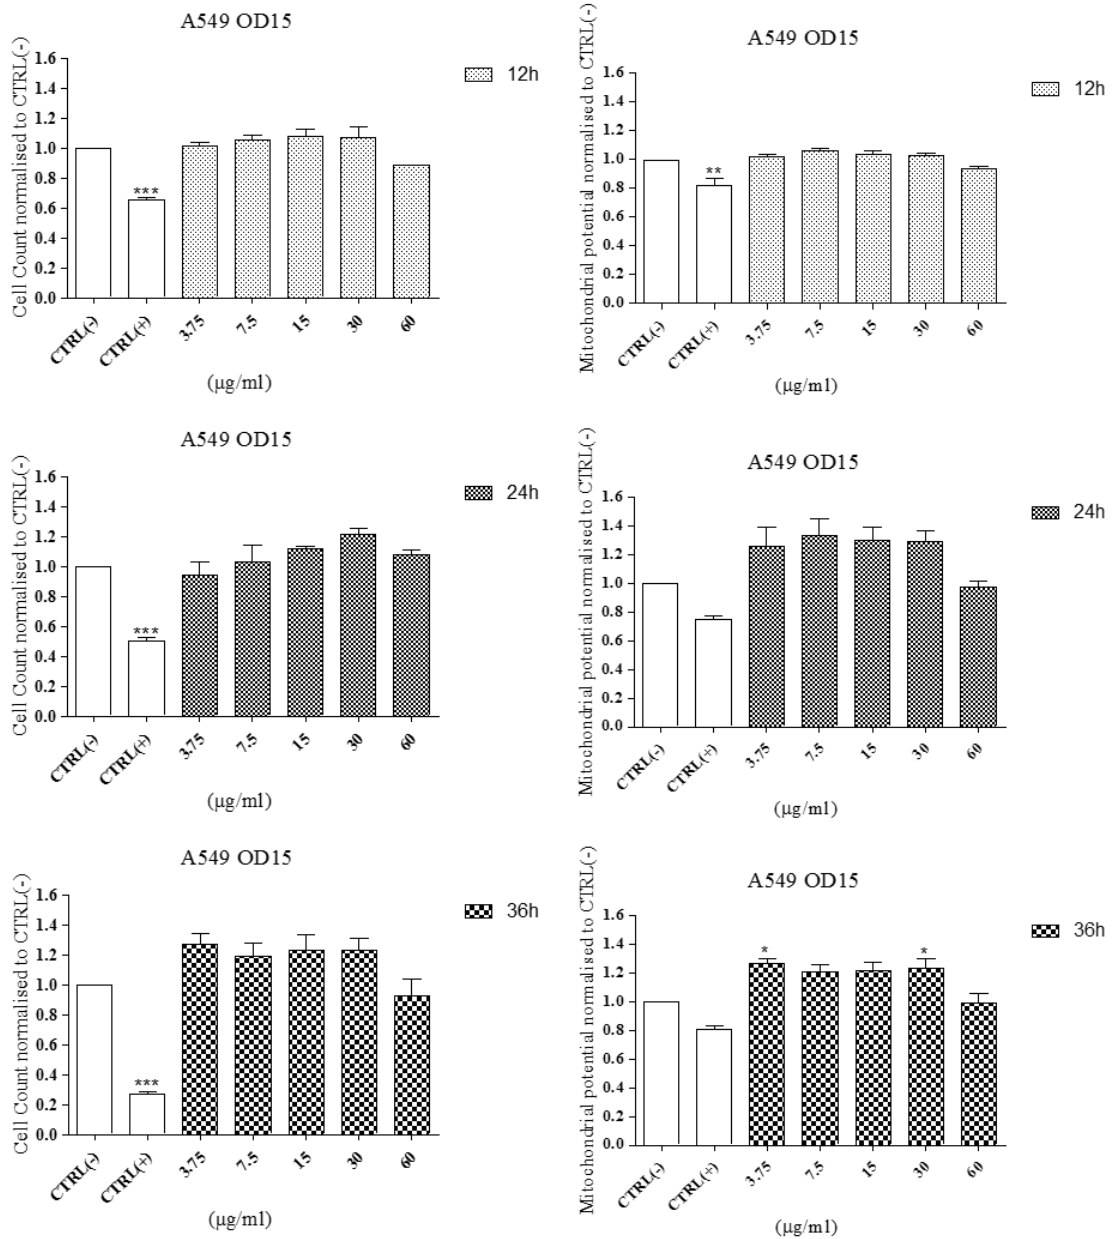 A549 OD15
Cell Count normalised to CTRL(-)
1.6
1.4
1.2
1.0
0.8
0.6
0.4
0.2
0.0
***
12h
CTRL(-)
CTRL(+)
3.75
7.5
15
30
60
(µg/ml)
A549 OD15
Mitochondrial potential normalised to CTRL(-)
1.6
1.4
1.2
1.0
0.8
0.6
0.4
0.2
0.0
**
12h
CTRL(-)
CTRL(+)
3.75
7.5
15
30
60
(µg/ml)
A549 OD15
Cell Count normalised to CTRL(-)
1.6
1.4
1.2
1.0
0.8
0.6
0.4
0.2
0.0
***
24h
CTRL(-)
CTRL(+)
3.75
7.5
15
30
60
(µg/ml)
A549 OD15
Mitochondrial potential normalised to CTRL(-)
1.6
1.4
1.2
1.0
0.8
0.6
0.4
0.2
0.0
24h
CTRL(-)
CTRL(+)
3.75
7.5
15
30
60
(µg/ml)
A549 OD15
Cell Count normalised to CTRL(-)
1.6
1.4
1.2
1.0
0.8
0.6
0.4
0.2
0.0
***
36h
CTRL(-)
CTRL(+)
3.75
7.5
15
30
60
(µg/ml)
A549 OD15
Mitochondrial potential normalised to CTRL(-)
1.6
1.4
1.2
1.0
0.8
0.6
0.4
0.2
0.0
*
*
36h
CTRL(-)
CTRL(+)
3.75
7.5
15
30
60
(µg/ml)